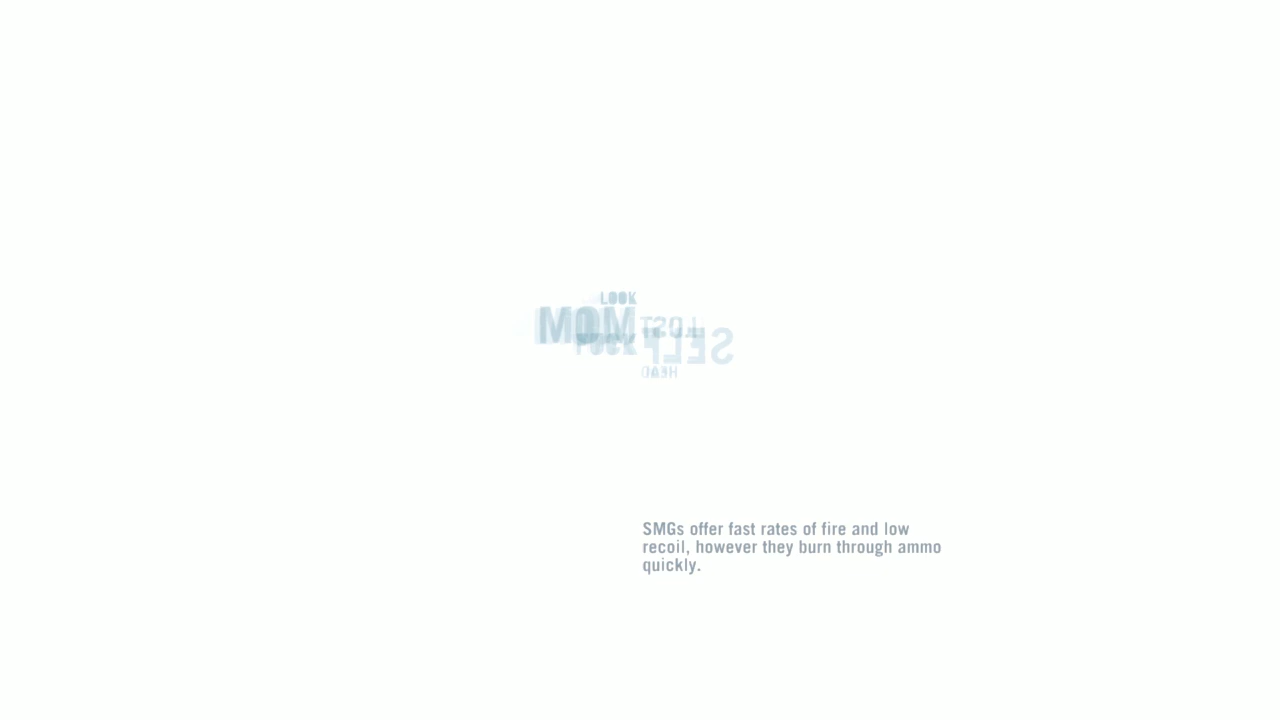 LOOK
MOM
LOST
SELF
HEAD
SMGs offer fast rates of fire and low
recoil, however they burn through ammo
quickly.